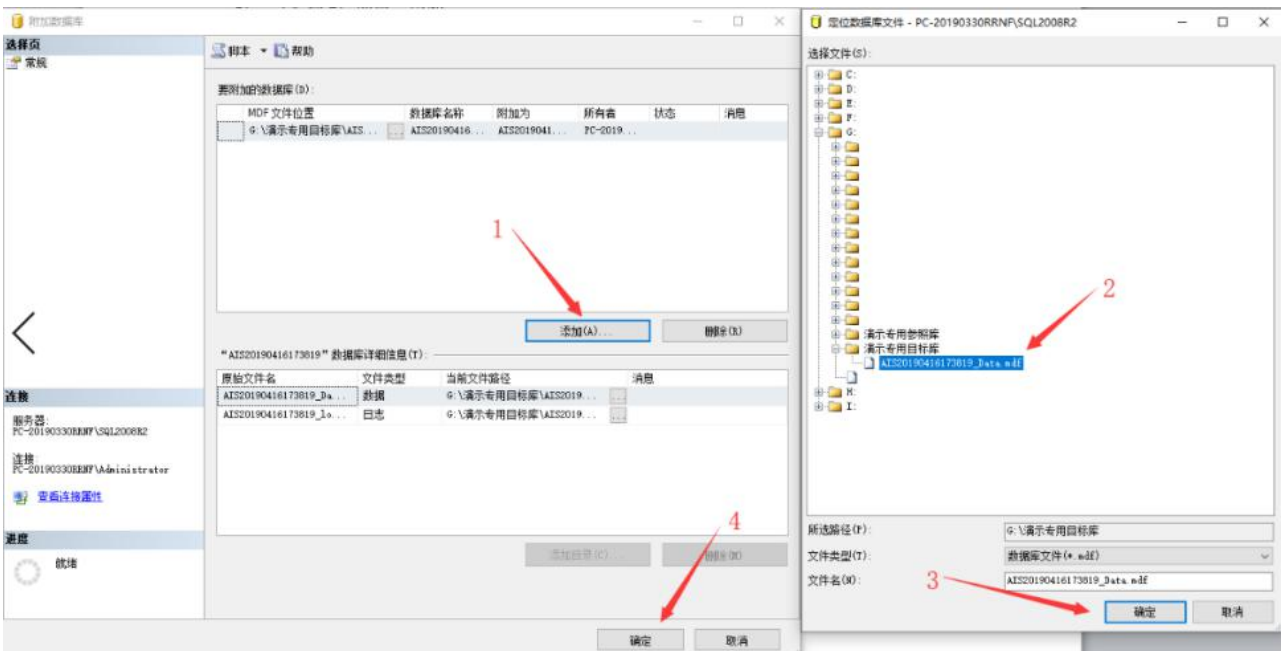 附加数据库
选择页
常规
脚本 帮助
要附加的数据库(D):
MDF 文件位置 数据库名称 附加为 所有者 状态 消息
G:\演示专用目标库\AIS... ... AIS20190416... AIS2019041... PC-2019...
1
添加(A)... 删除(R)
"AIS20190416173819" 数据库详细信息(T):
原始文件名 文件类型 当前文件路径 消息
AIS20190416173819_Da... 数据 G:\演示专用目标库\AIS2019... ...
AIS20190416173819_lo... 日志 G:\演示专用目标库\AIS2019... ...
连接
服务器:
PC-20190330RRNF\SQL2008R2
连接:
PC-20190330RRNF\Administrator
查看连接属性
进度
就绪
4
添加目录(C)... 删除(M)
确定 取消
定位数据库文件 - PC-20190330RRNF\SQL2008R2
选择文件(S):
C:
D:
E:
F:
G:
2
演示专用参照库
演示专用目标库
AIS20190416173819_Data.mdf
H:
I:
所选路径(P): G:\演示专用目标库
文件类型(T): 数据库文件(*.mdf)
文件名(N): AIS20190416173819_Data.mdf
3
确定 取消